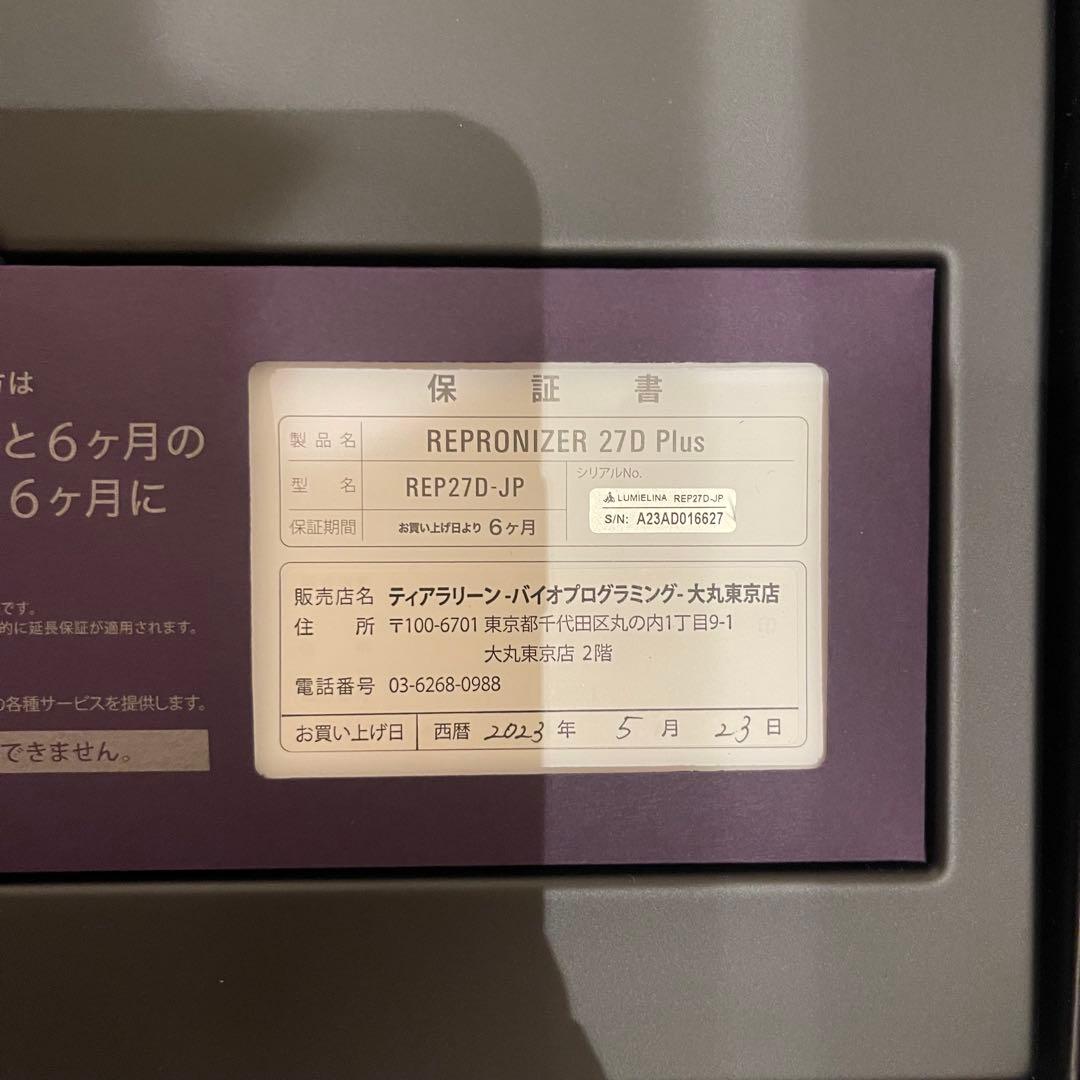 方は
と6ヶ月の
6ヶ月に
です。
的に延長保証が適用されます。
の各種サービスを提供します。
できません。
保証書
製品名 REPRONIZER 27D Plus
型名 REP27D-JP シリアルNo.
LUMIELINA REP27D-JP
S/N: A23AD016627
保証期間 お買い上げ日より 6ヶ月
販売店名 ティアラリーン-バイオプログラミング-大丸東京店
住所 〒100-6701 東京都千代田区丸の内1丁目9-1
大丸東京店 2階
電話番号 03-6268-0988
お買い上げ日 西暦 2023 年 5 月 23 日